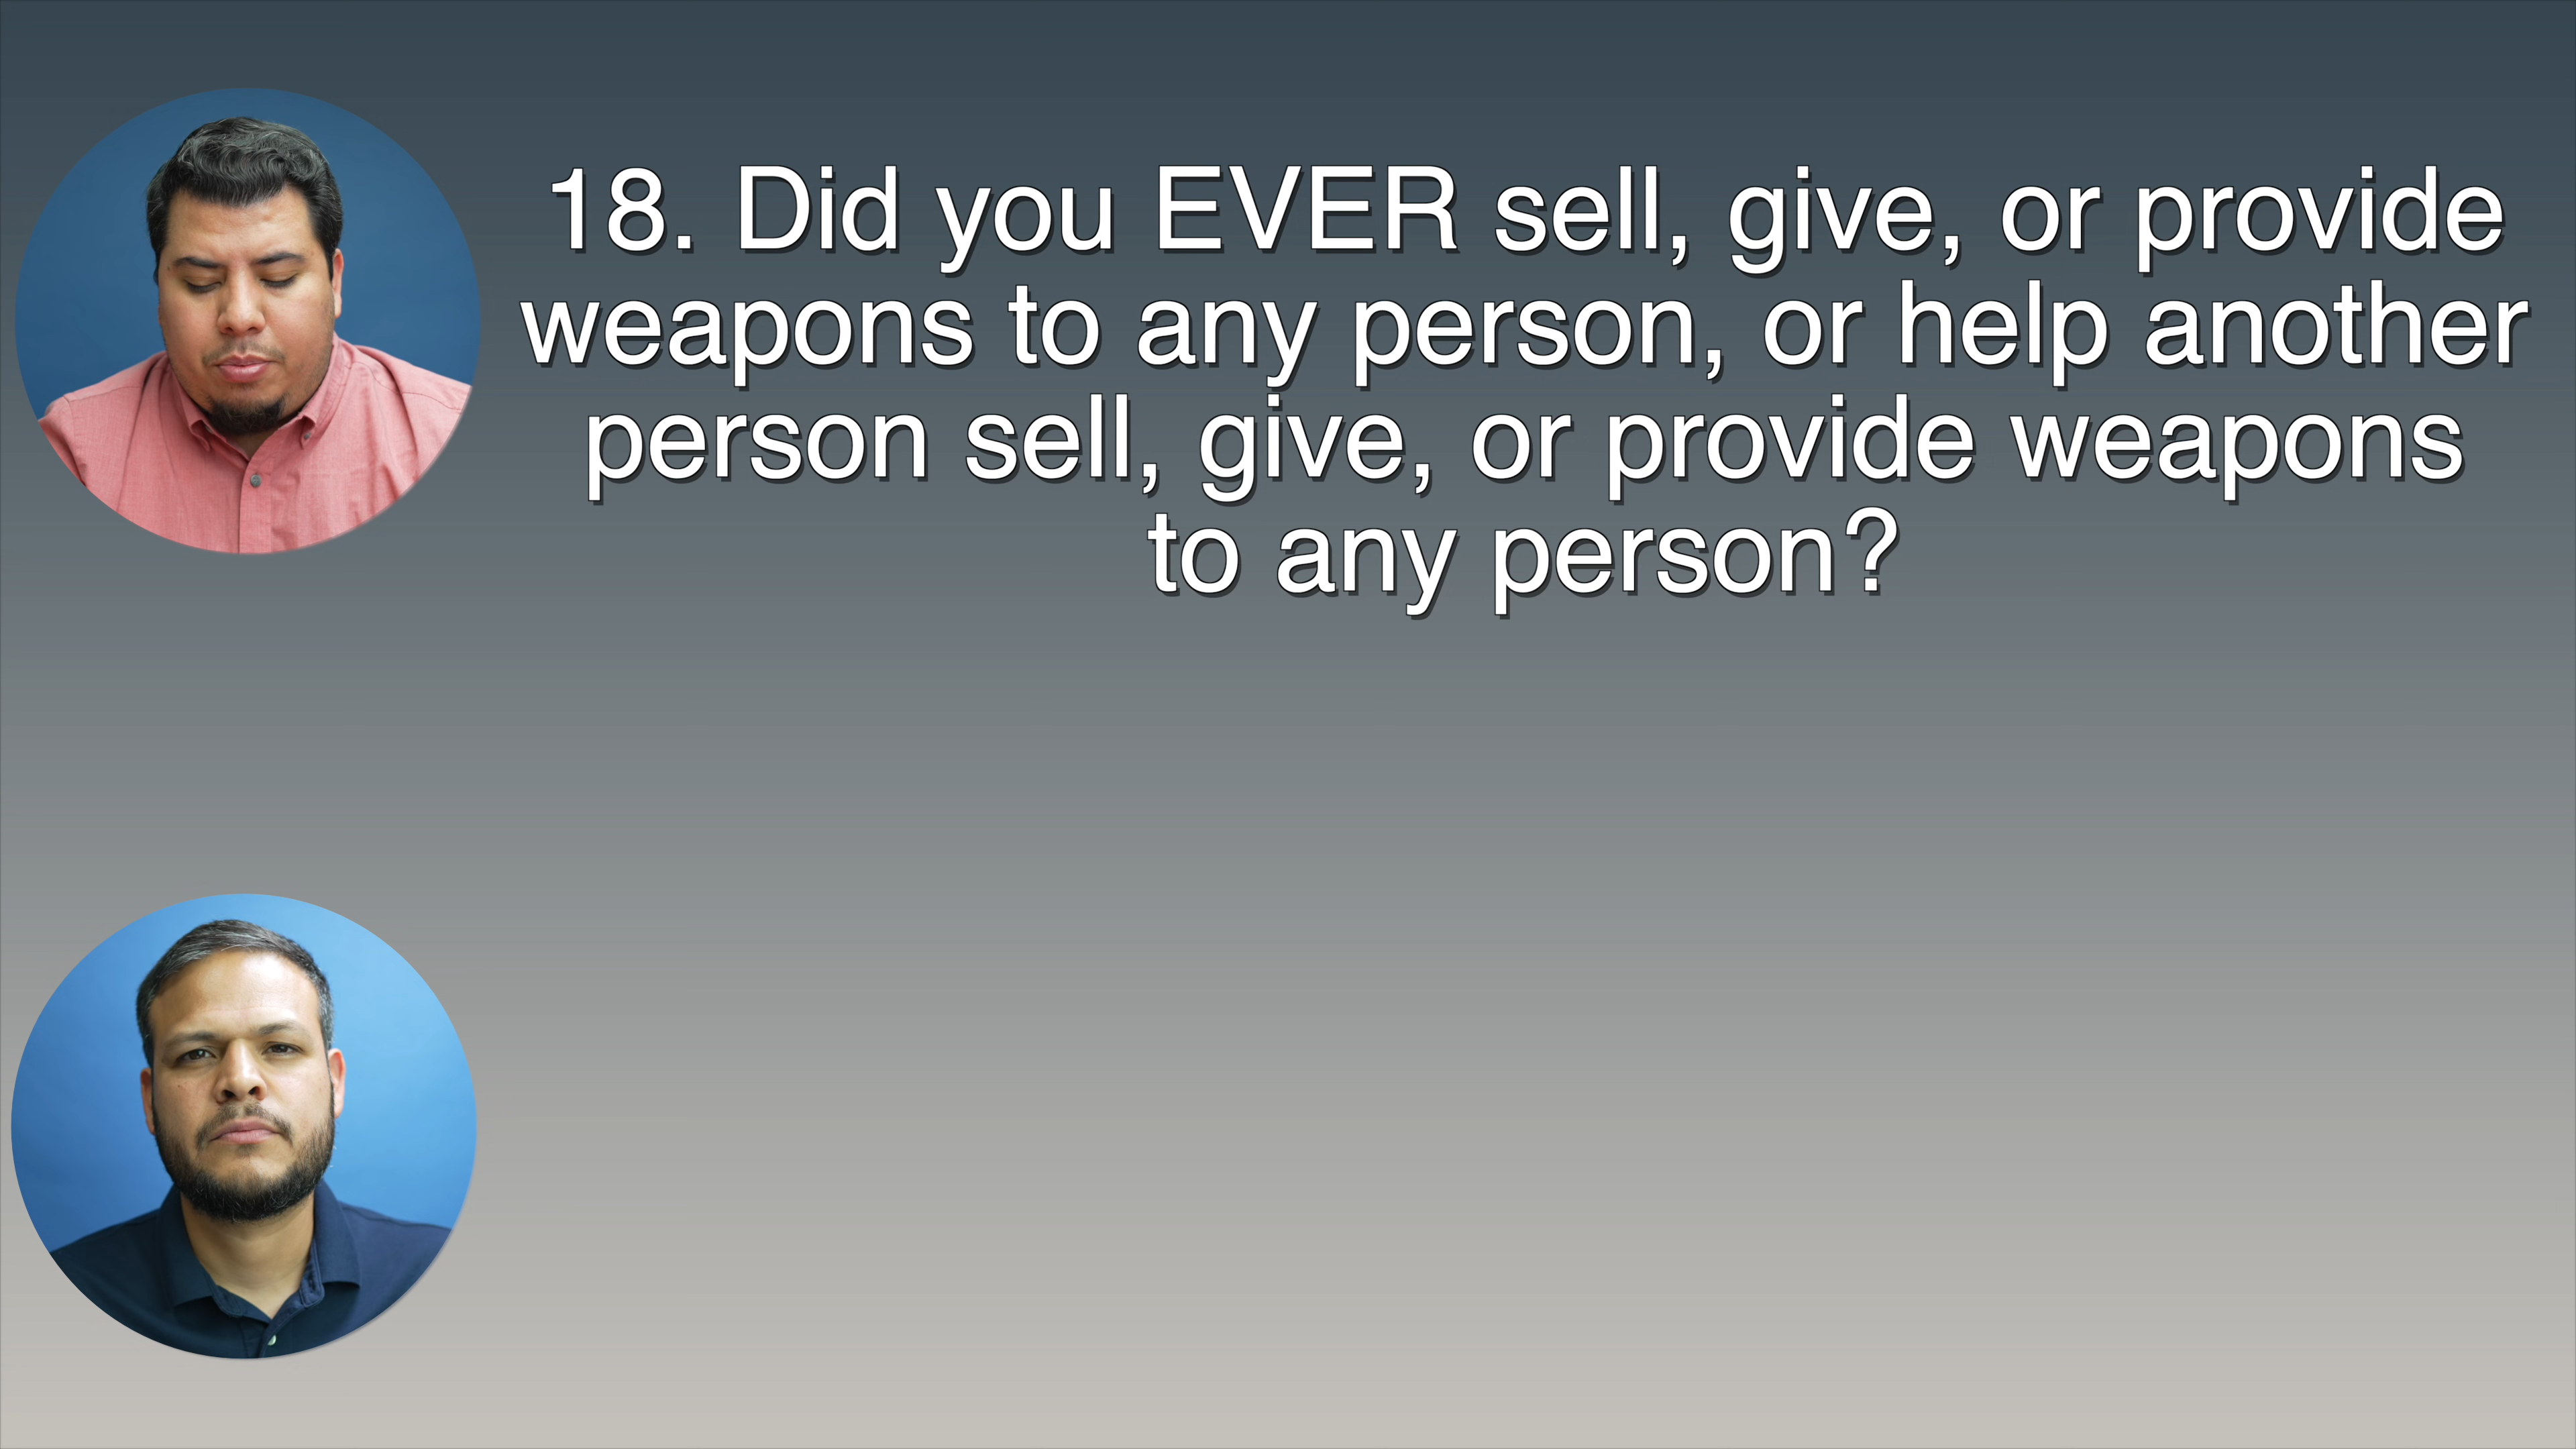 18. Did you EVER sell, give, or provide
weapons to any person, or help another
person sell, give, or provide weapons
to any person?